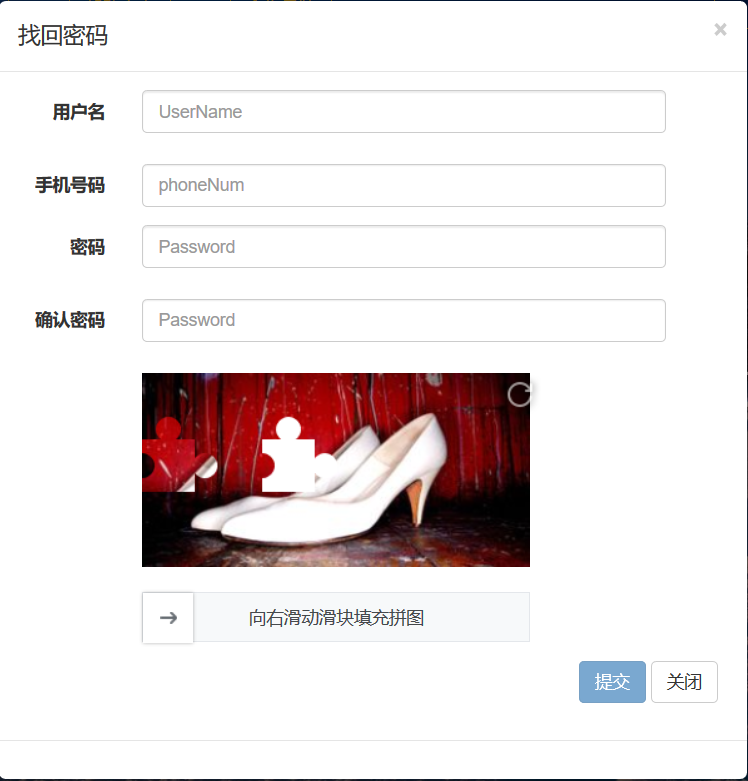 找回密码
×
用户名 UserName
手机号码 phoneNum
密码 Password
确认密码 Password
向右滑动滑块填充拼图
提交 关闭